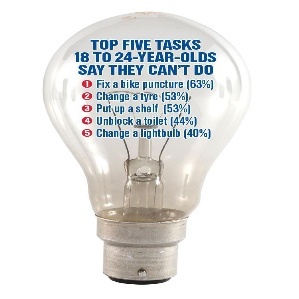 TOP FIVE TASKS
18 TO 24-YEAR-OLDS
SAY THEY CAN'T DO
1 Fix a bike puncture (63%)
2 Change a tyre (53%)
3 Put up a shelf (53%)
4 Unblock a toilet (44%)
5 Change a lightbulb (40%)